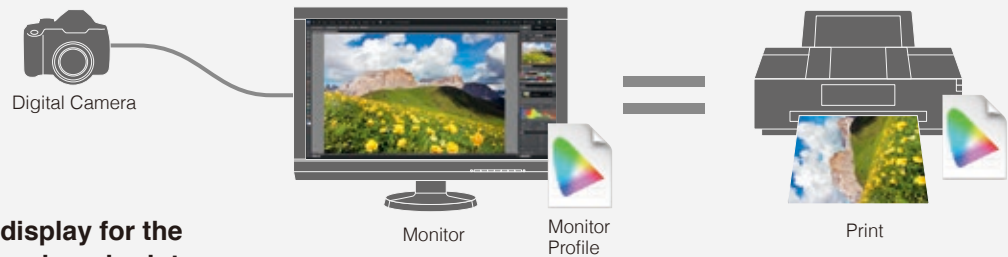 Digital Camera
Monitor
Monitor
Profile
Print
display for the